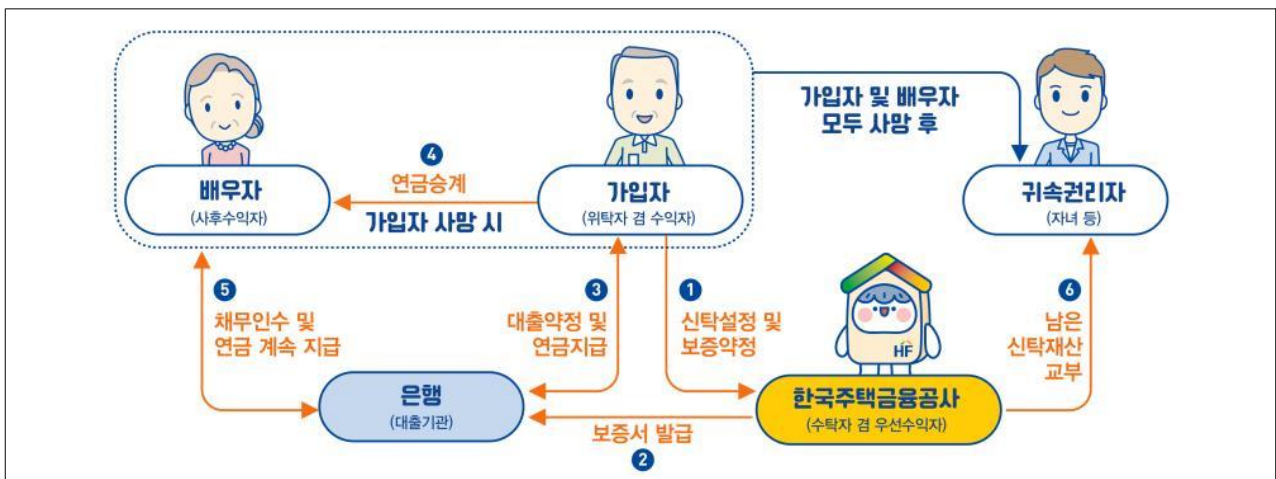 배우자
(사후수익자)
❹
연금승계
가입자 사망 시
가입자
(위탁자 겸 수익자)
가입자 및 배우자
모두 사망 후
귀속권리자
(자녀 등)
❺
채무인수 및
연금 계속 지급
❸
대출약정 및
연금지급
❶
신탁설정 및
보증약정
HF
❻
남은
신탁재산
교부
은행
(대출기관)
보증서 발급
❷
한국주택금융공사
(수탁자 겸 우선수익자)